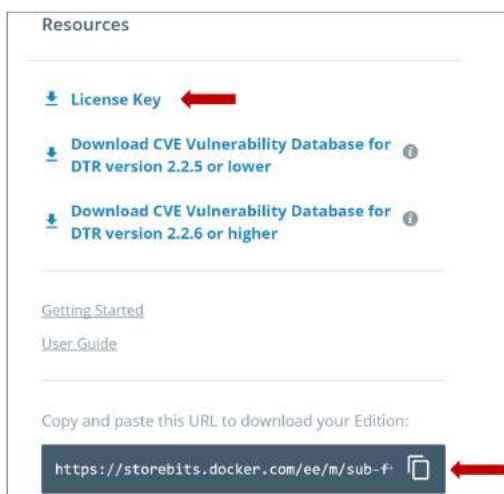 Resources
License Key
Download CVE Vulnerability Database for
DTR version 2.2.5 or lower
Download CVE Vulnerability Database for
DTR version 2.2.6 or higher
Getting Started
User Guide
Copy and paste this URL to download your Edition:
https://storebits.docker.com/ee/m/sub-f